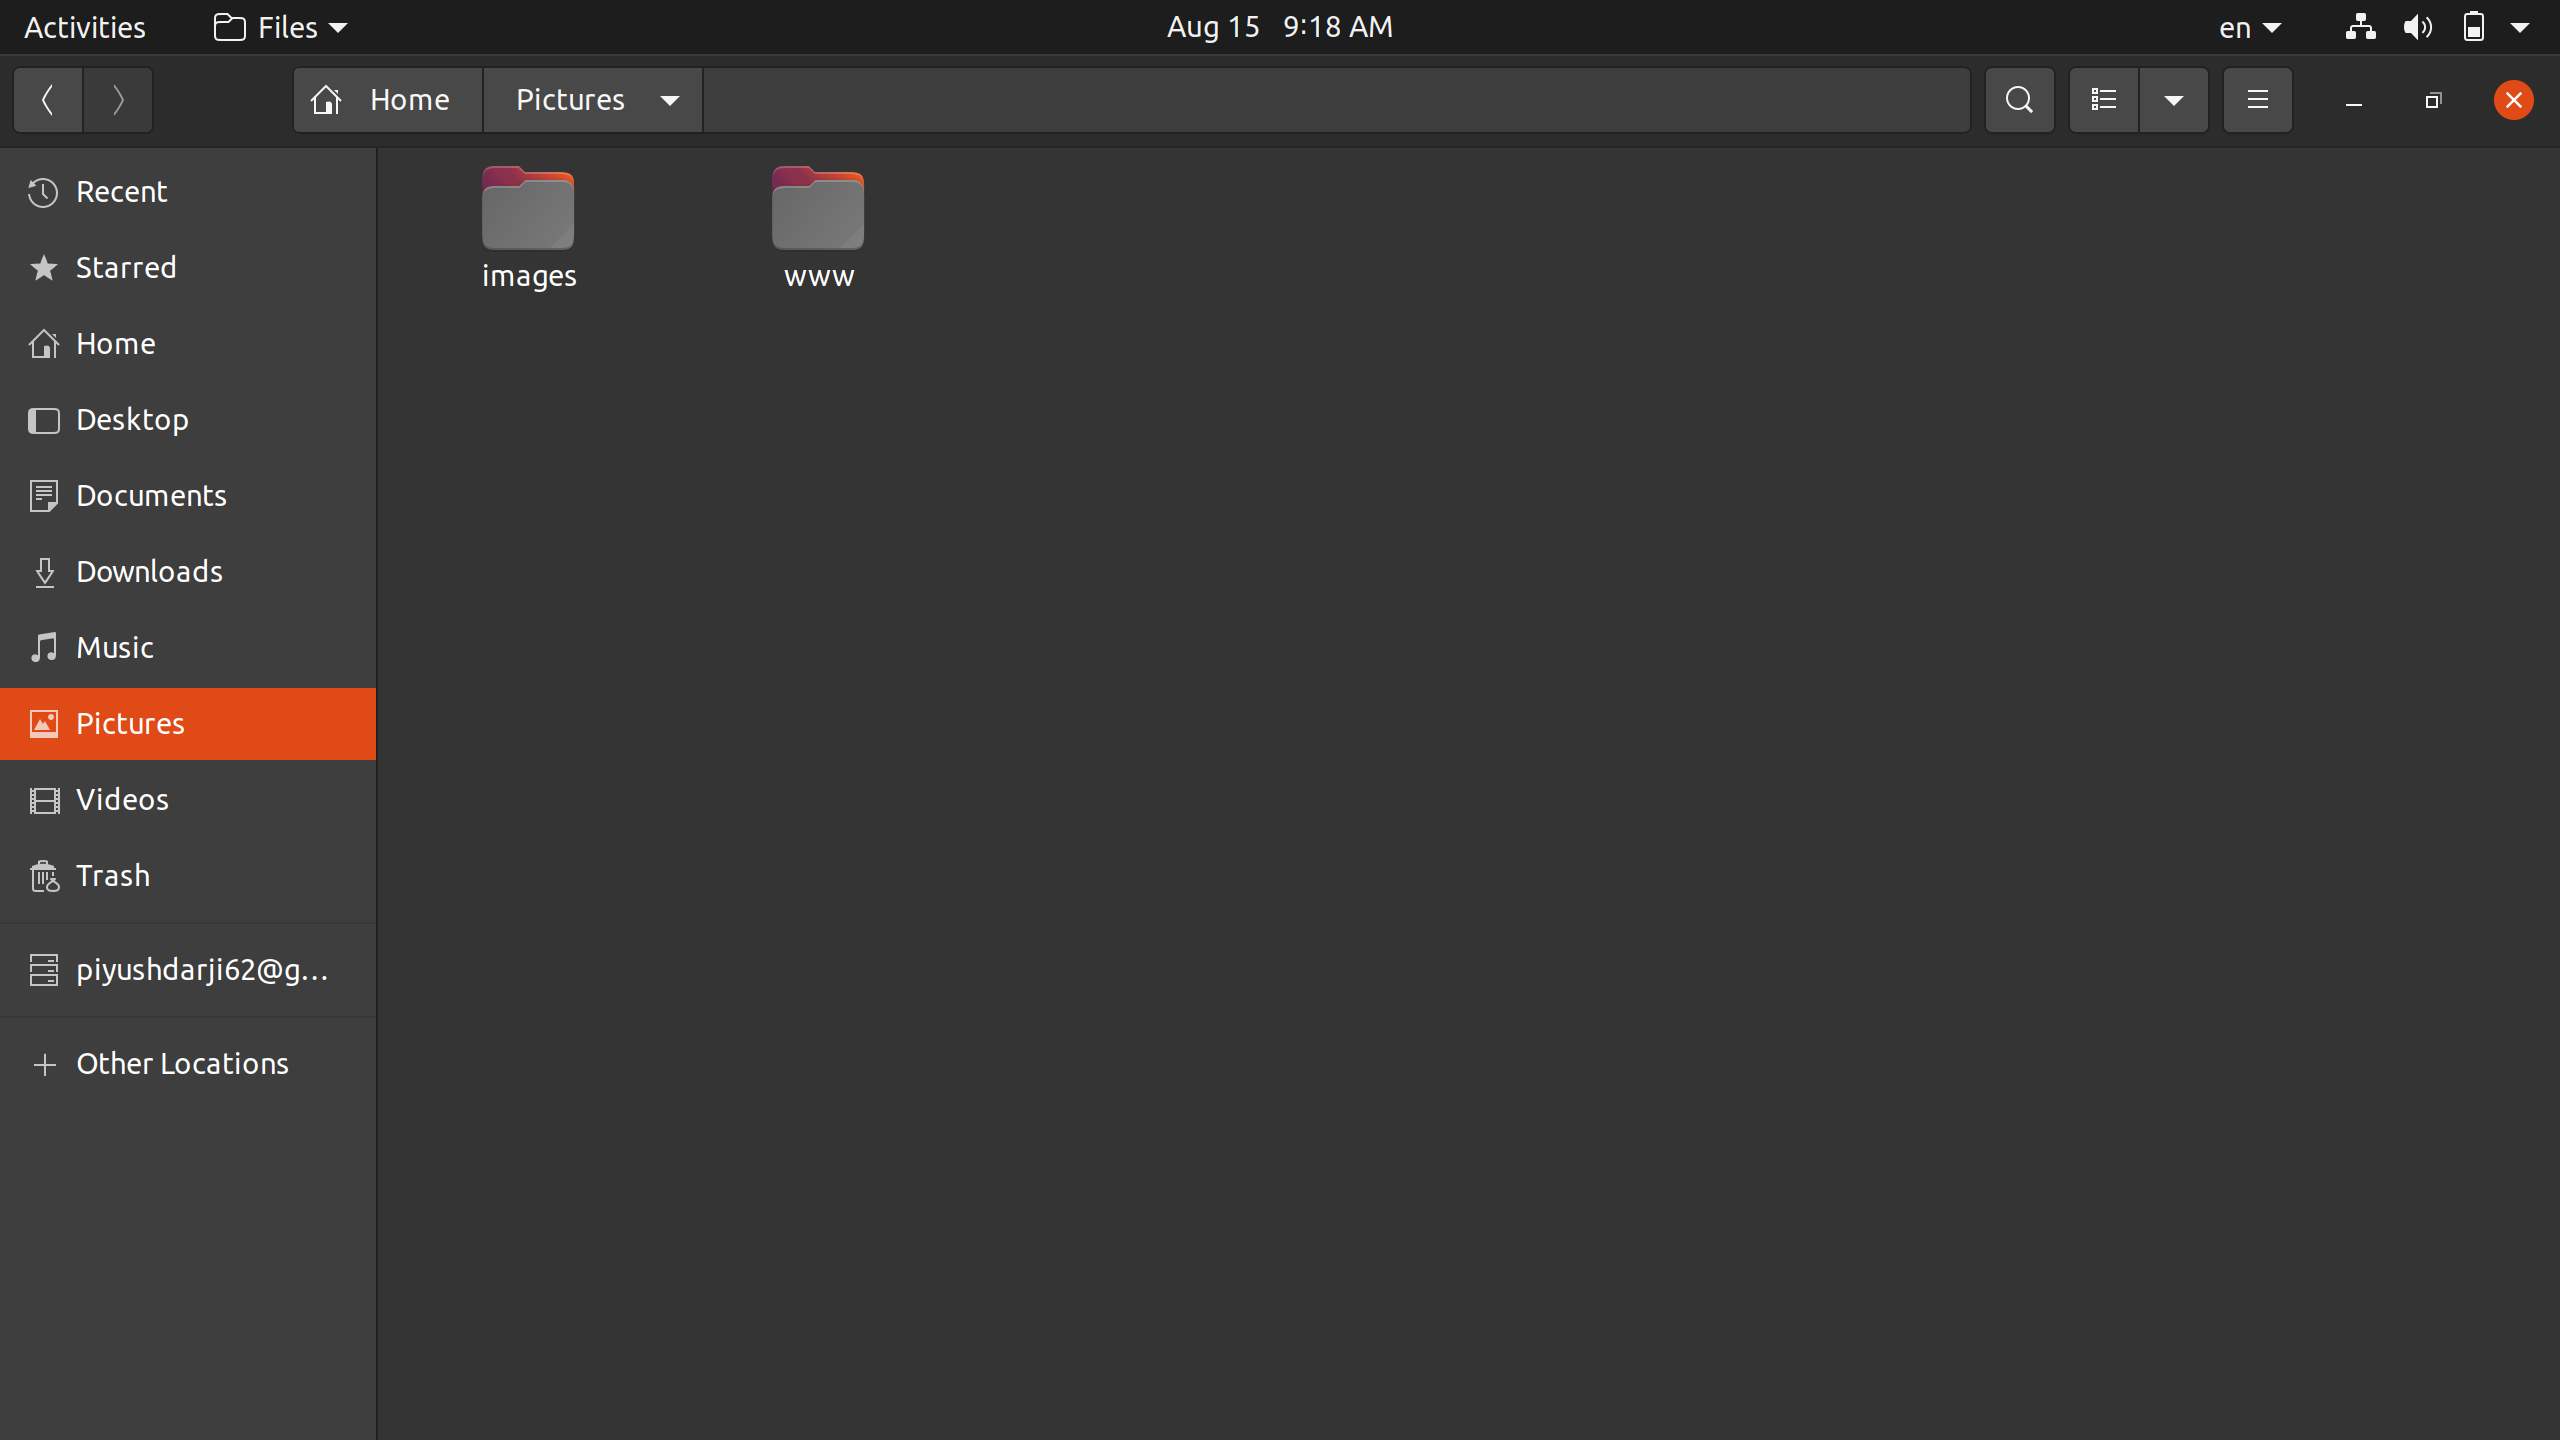 Activities Files Aug 15 9:18 AM en
Home Pictures
Recent
Starred
Home
Desktop
Documents
Downloads
Music
Pictures
Videos
Trash
piyushdarji62@g...
Other Locations
images www